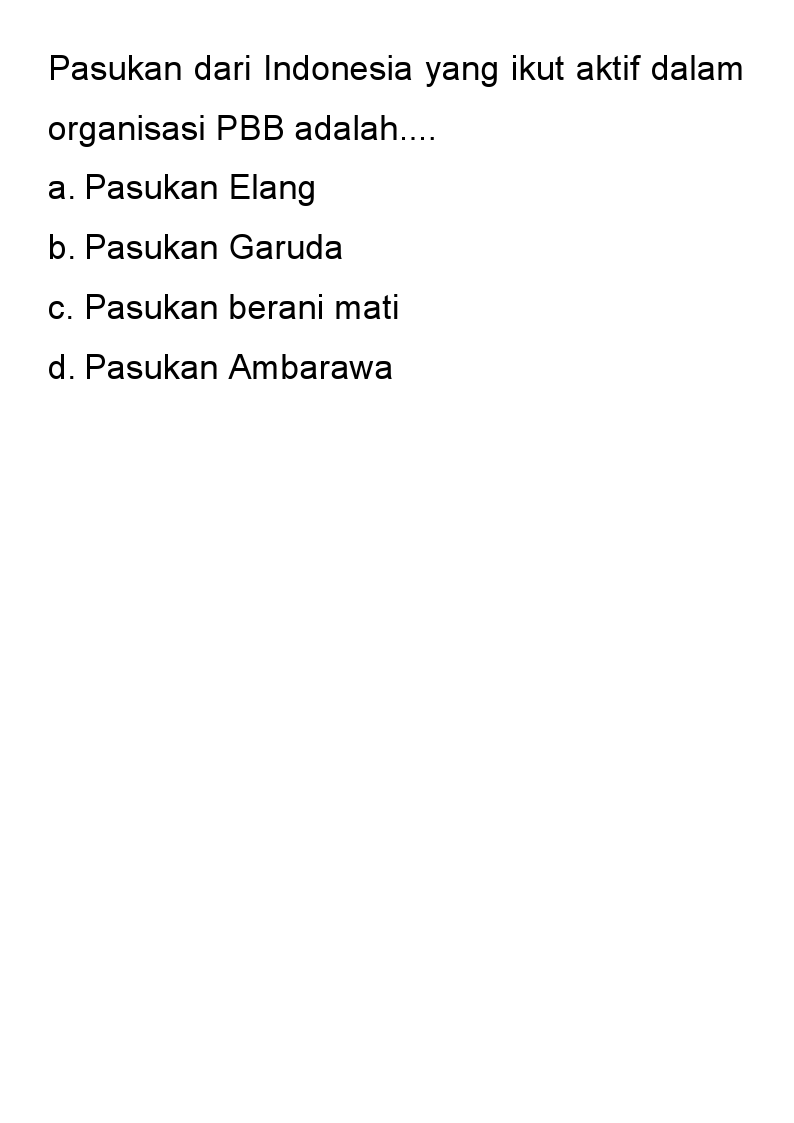 Pasukan dari Indonesia yang ikut aktif dalam
organisasi PBB adalah....
a. Pasukan Elang
b. Pasukan Garuda
c. Pasukan berani mati
d. Pasukan Ambarawa